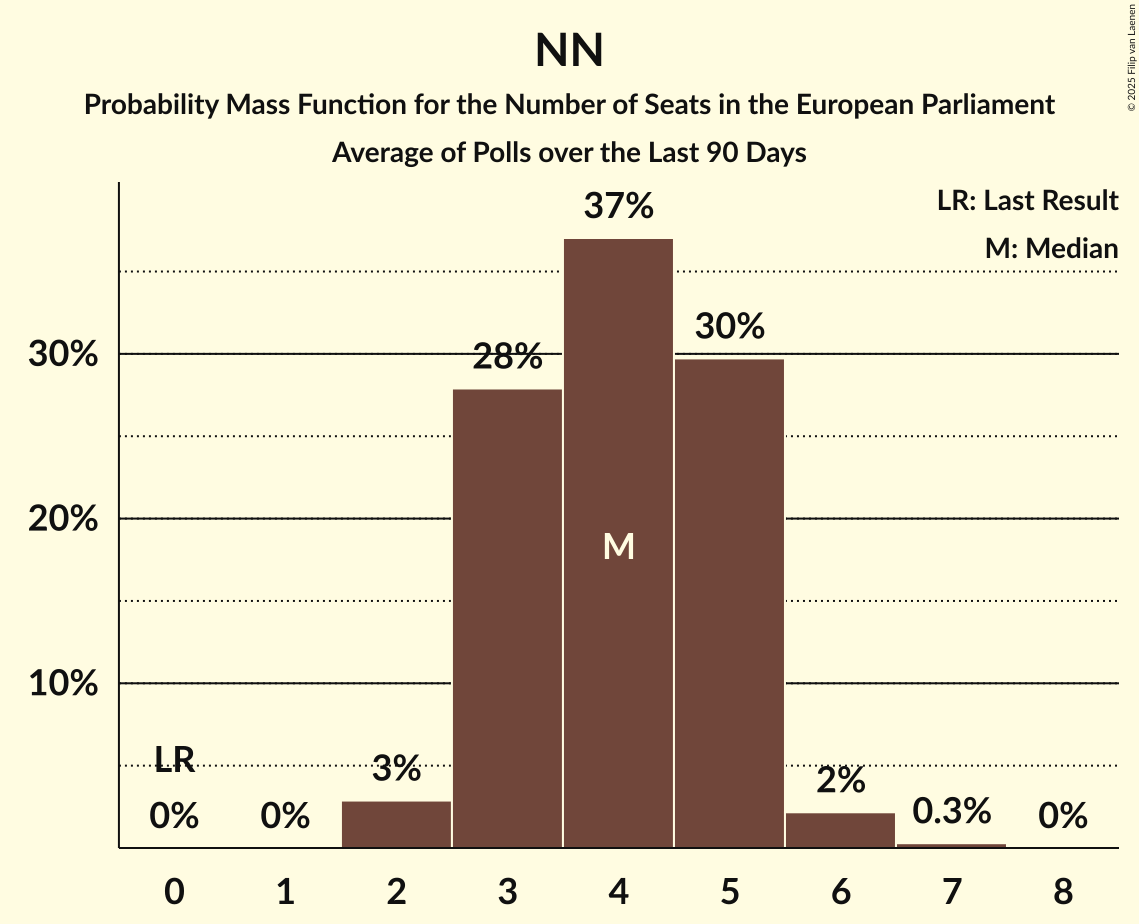 NN
Probability Mass Function for the Number of Seats in the European Parliament
Average of Polls over the Last 90 Days
© 2025 Filip van Laenen
LR: Last Result
M: Median
37%
30%
28%
30%
20%
10%
M
LR
0%
0%
3%
2%
0.3%
0%
0 1 2 3 4 5 6 7 8